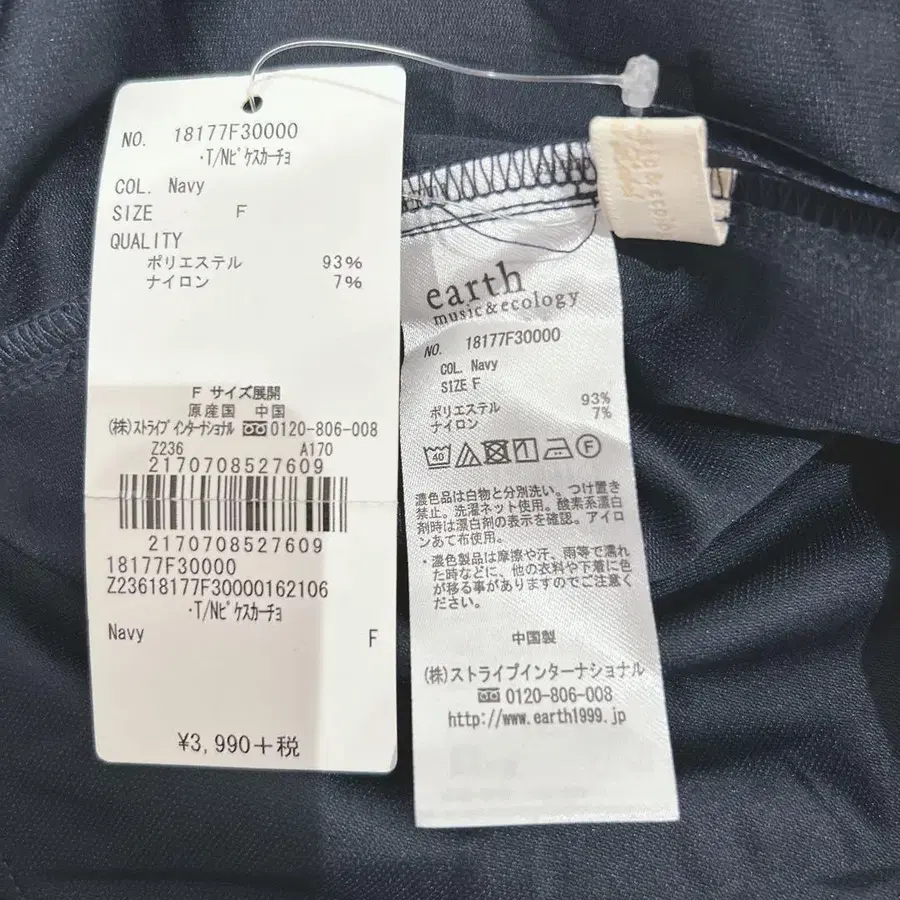 NO. 18177F30000
・T/Nピケスカーチョ
COL. Navy
SIZE F
QUALITY
ポリエステル 93%
ナイロン 7%
F サイズ展開
原産国 中国
(株)ストライプインターナショナル 0120-806-008
Z236 A170
2170708527609
2170708527609
18177F30000
Z23618177F30000162106
・T/Nピケスカーチョ
Navy F
¥3,990+税
earth
music&ecology
NO. 18177F30000
COL. Navy
SIZE F
ポリエステル 93%
ナイロン 7%
40 F
濃色品は白物と分別洗い。つけ置き
禁止。洗濯ネット使用。酸素系漂白
剤時は漂白剤の表示を確認。アイロ
ンあて布使用。
・濃色製品は摩擦や汗、雨等で濡れ
た時などに、他の衣料や下着に色
が移る事がありますのでご注意く
ださい。
中国製
(株)ストライプインターナショナル
0120-806-008
http://www.earth1999.jp